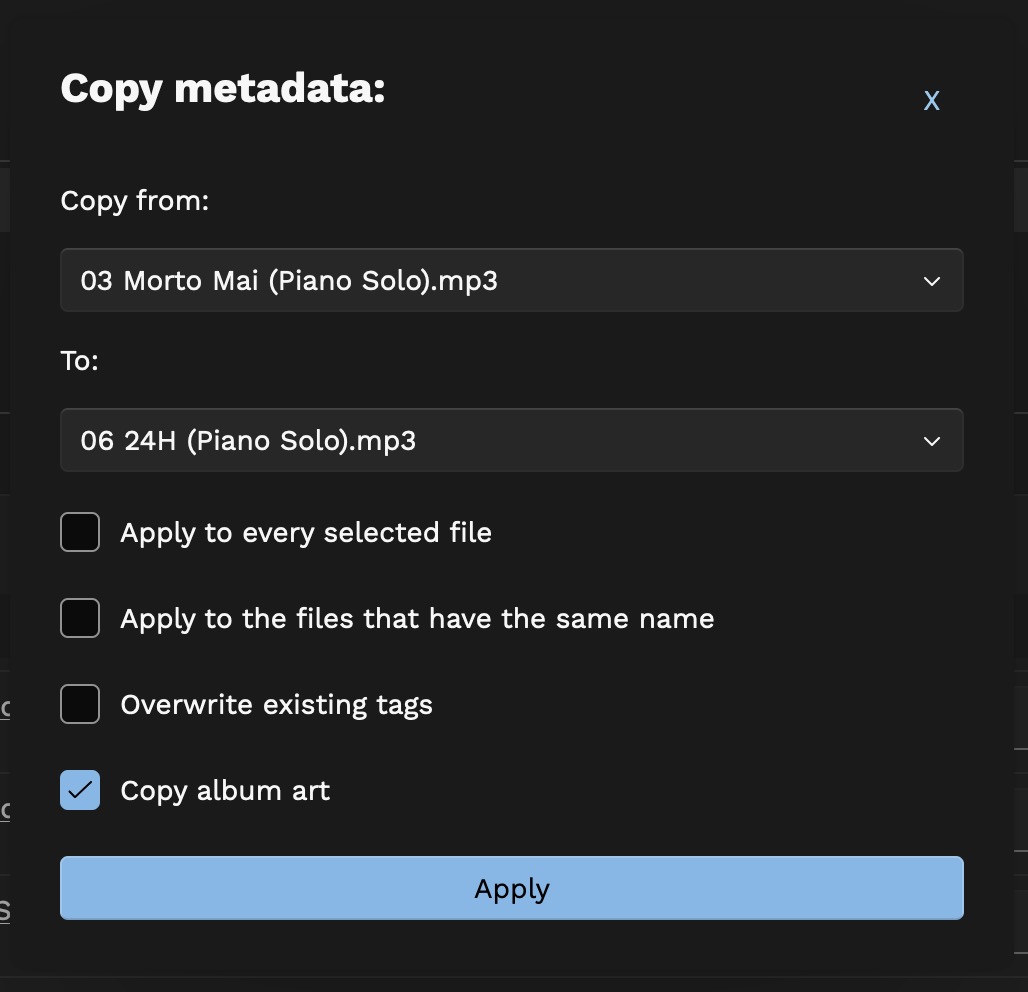 Copy metadata:
X
Copy from:
03 Morto Mai (Piano Solo).mp3
To:
06 24H (Piano Solo).mp3
Apply to every selected file
Apply to the files that have the same name
Overwrite existing tags
Copy album art
Apply